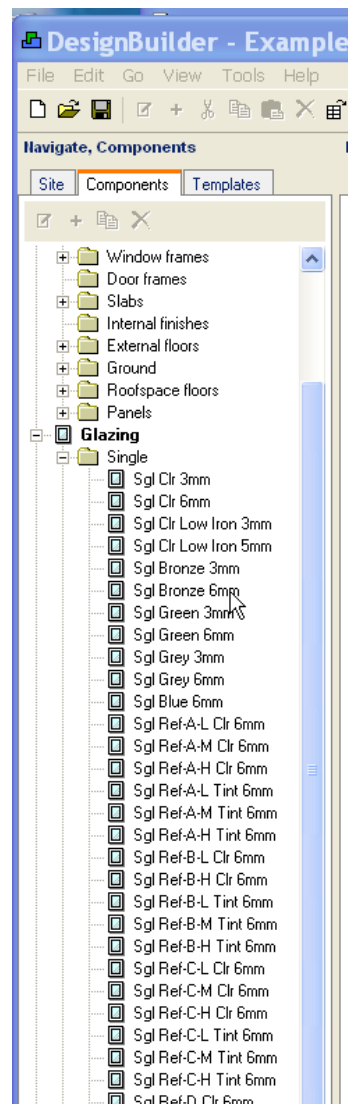 DesignBuilder - Example
File Edit Go View Tools Help
Navigate, Components
Site Components Templates
Window frames
Door frames
Slabs
Internal finishes
External floors
Ground
Roofspace floors
Panels
Glazing
Single
Sgl Clr 3mm
Sgl Clr 6mm
Sgl Clr Low Iron 3mm
Sgl Clr Low Iron 5mm
Sgl Bronze 3mm
Sgl Bronze 6mm
Sgl Green 3mm
Sgl Green 6mm
Sgl Grey 3mm
Sgl Grey 6mm
Sgl Blue 6mm
Sgl Ref-A-L Clr 6mm
Sgl Ref-A-M Clr 6mm
Sgl Ref-A-H Clr 6mm
Sgl Ref-A-L Tint 6mm
Sgl Ref-A-M Tint 6mm
Sgl Ref-A-H Tint 6mm
Sgl Ref-B-L Clr 6mm
Sgl Ref-B-H Clr 6mm
Sgl Ref-B-L Tint 6mm
Sgl Ref-B-M Tint 6mm
Sgl Ref-B-H Tint 6mm
Sgl Ref-C-L Clr 6mm
Sgl Ref-C-M Clr 6mm
Sgl Ref-C-H Clr 6mm
Sgl Ref-C-L Tint 6mm
Sgl Ref-C-M Tint 6mm
Sgl Ref-C-H Tint 6mm
Sgl Ref-D Clr 6mm